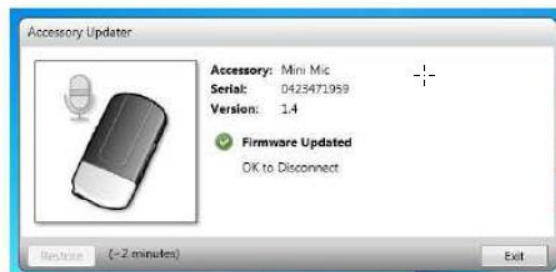 Accessory Updater
Accessory: Mini Mic
Serial: 0423471959
Version: 1.4
Firmware Updated
OK to Disconnect
Restore (~2 minutes) Exit